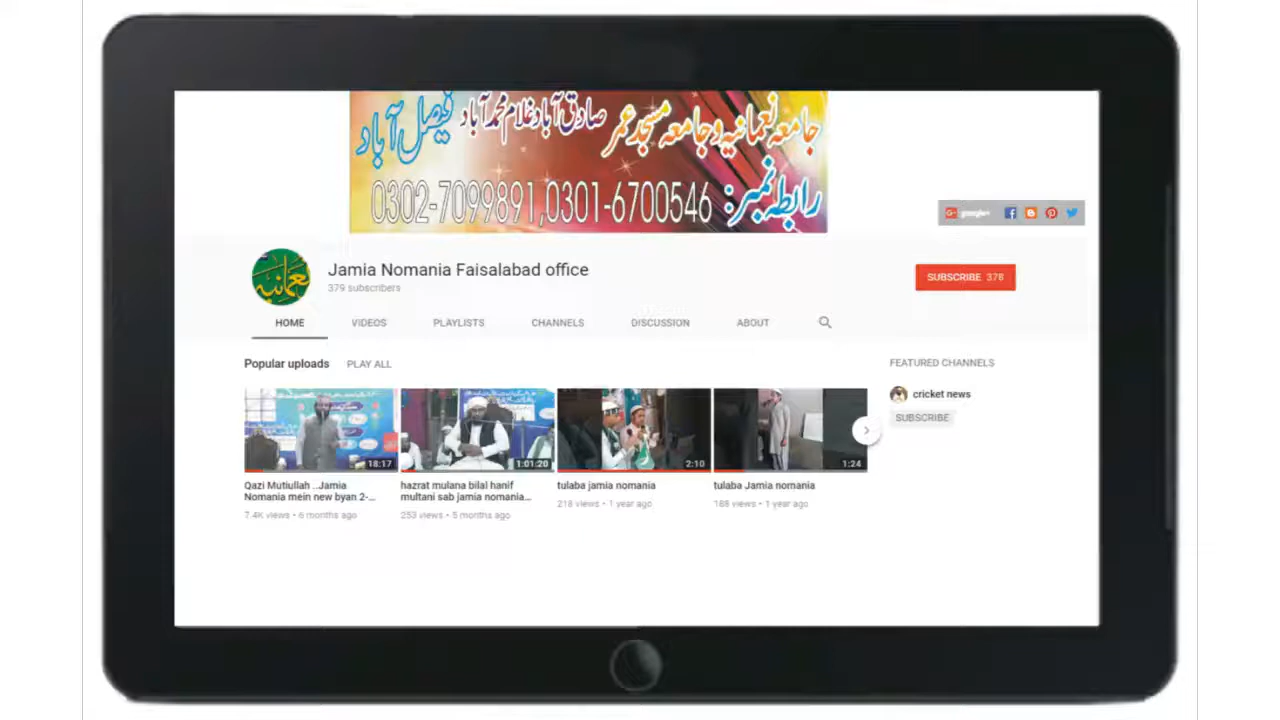 جامعہ نعمانیہ و جامعہ مسجد عمر صادق آباد غلام محمد آباد فیصل آباد
رابطہ نمبر: 0302-7099891,0301-6700546
google+
نعمانیہ
Jamia Nomania Faisalabad office
379 subscribers
SUBSCRIBE 378
HOME VIDEOS PLAYLISTS CHANNELS DISCUSSION ABOUT
Popular uploads PLAY ALL
FEATURED CHANNELS
cricket news
SUBSCRIBE
18:17
1:01:20
2:10
1:24
Qazi Mutiullah ..Jamia
Nomania mein new byan 2-...
7.4K views • 6 months ago
hazrat mulana bilal hanif
multani sab jamia nomania...
253 views • 5 months ago
tulaba jamia nomania
218 views • 1 year ago
tulaba Jamia nomania
188 views • 1 year ago